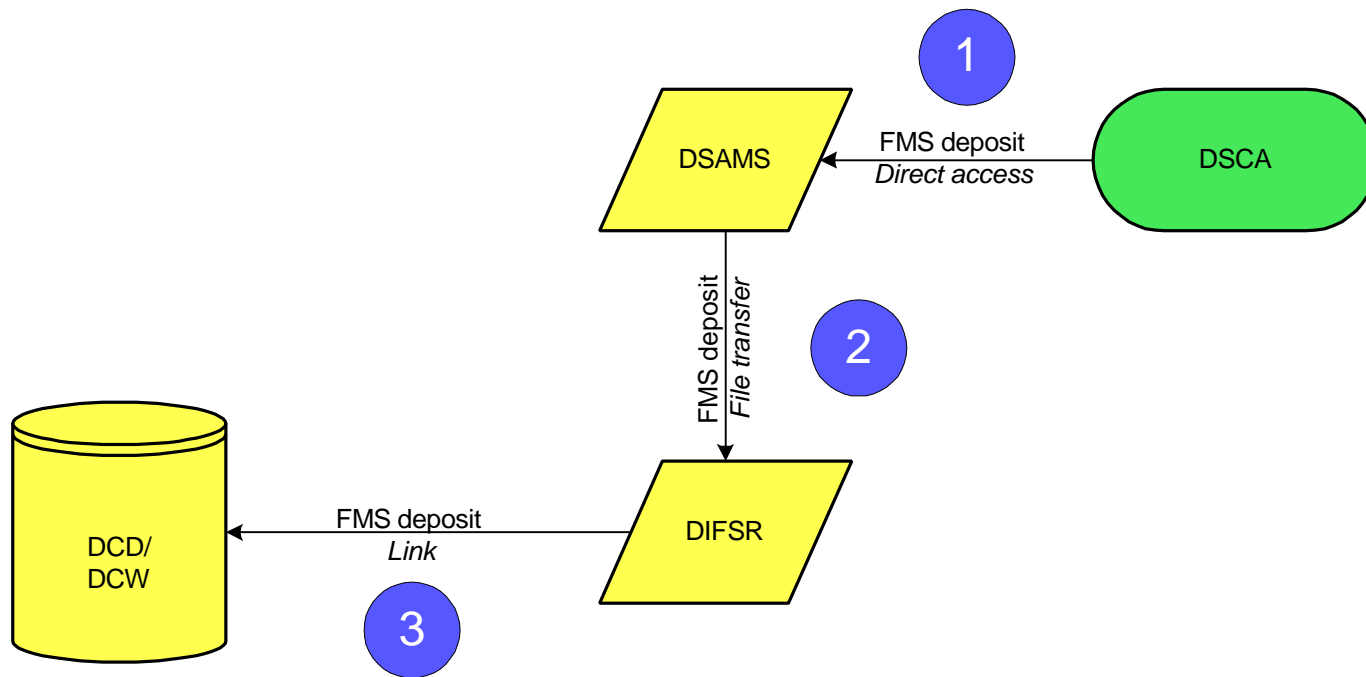 1
FMS deposit
Direct access
DSAMS
DSCA
FMS deposit
File transfer
2
FMS deposit
Link
DIFSR
DCD/
DCW
3